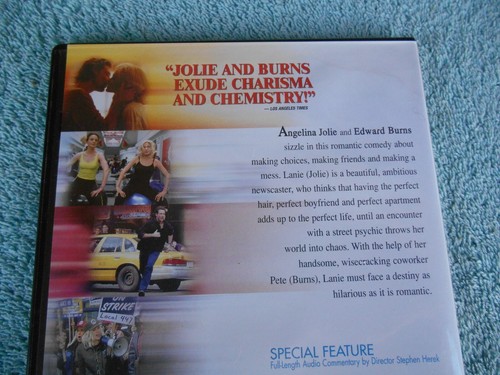 "JOLIE AND BURNS
EXUDE CHARISMA
AND CHEMISTRY!"
— LOS ANGELES TIMES
Angelina Jolie and Edward Burns
sizzle in this romantic comedy about
making choices, making friends and making a
mess. Lanie (Jolie) is a beautiful, ambitious
newscaster, who thinks that having the perfect
hair, perfect boyfriend and perfect apartment
adds up to the perfect life, until an encounter
with a street psychic throws her
world into chaos. With the help of her
handsome, wisecracking coworker
Pete (Burns), Lanie must face a destiny as
hilarious as it is romantic.
ON
STRIKE
Local 442
SPECIAL FEATURE
Full-Length Audio Commentary by Director Stephen Herek